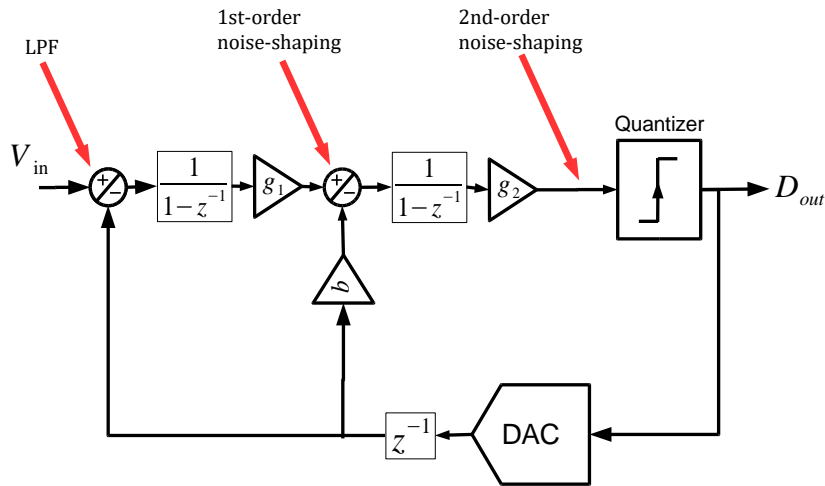 1st-order
noise-shaping
2nd-order
noise-shaping
LPF
Quantizer
V in
+
−
1
1−z⁻¹
g₁
+
−
1
1−z⁻¹
g₂
D out
b
z⁻¹
DAC